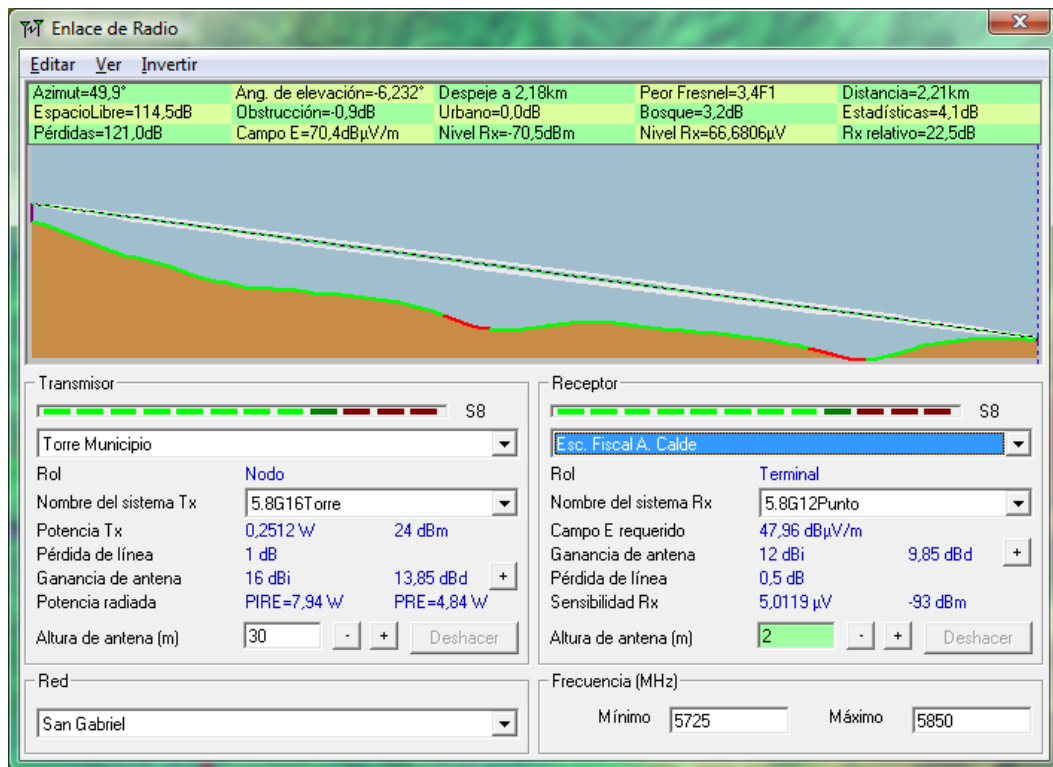 Enlace de Radio
Editar Ver Invertir
Azimut=49,9° Ang. de elevación=-6,232° Despeje a 2,18km Peor Fresnel=3,4F1 Distancia=2,21km
EspacioLibre=114,5dB Obstrucción=-0,9dB Urbano=0,0dB Bosque=3,2dB Estadísticas=4,1dB
Pérdidas=121,0dB Campo E=70,4dBµV/m Nivel Rx=-70,5dBm Nivel Rx=66,6806µV Rx relativo=22,5dB
Transmisor
S8
Torre Municipio
Rol Nodo
Nombre del sistema Tx 5.8G16Torre
Potencia Tx 0,2512 W 24 dBm
Pérdida de línea 1 dB
Ganancia de antena 16 dBi 13,85 dBd +
Potencia radiada PIRE=7,94 W PRE=4,84 W
Altura de antena (m) 30 - + Deshacer
Receptor
S8
Esc. Fiscal A. Calde
Rol Terminal
Nombre del sistema Rx 5.8G12Punto
Campo E requerido 47,96 dBµV/m
Ganancia de antena 12 dBi 9,85 dBd +
Pérdida de línea 0,5 dB
Sensibilidad Rx 5,0119 µV -93 dBm
Altura de antena (m) 2 - + Deshacer
Red
San Gabriel
Frecuencia (MHz)
Mínimo 5725 Máximo 5850